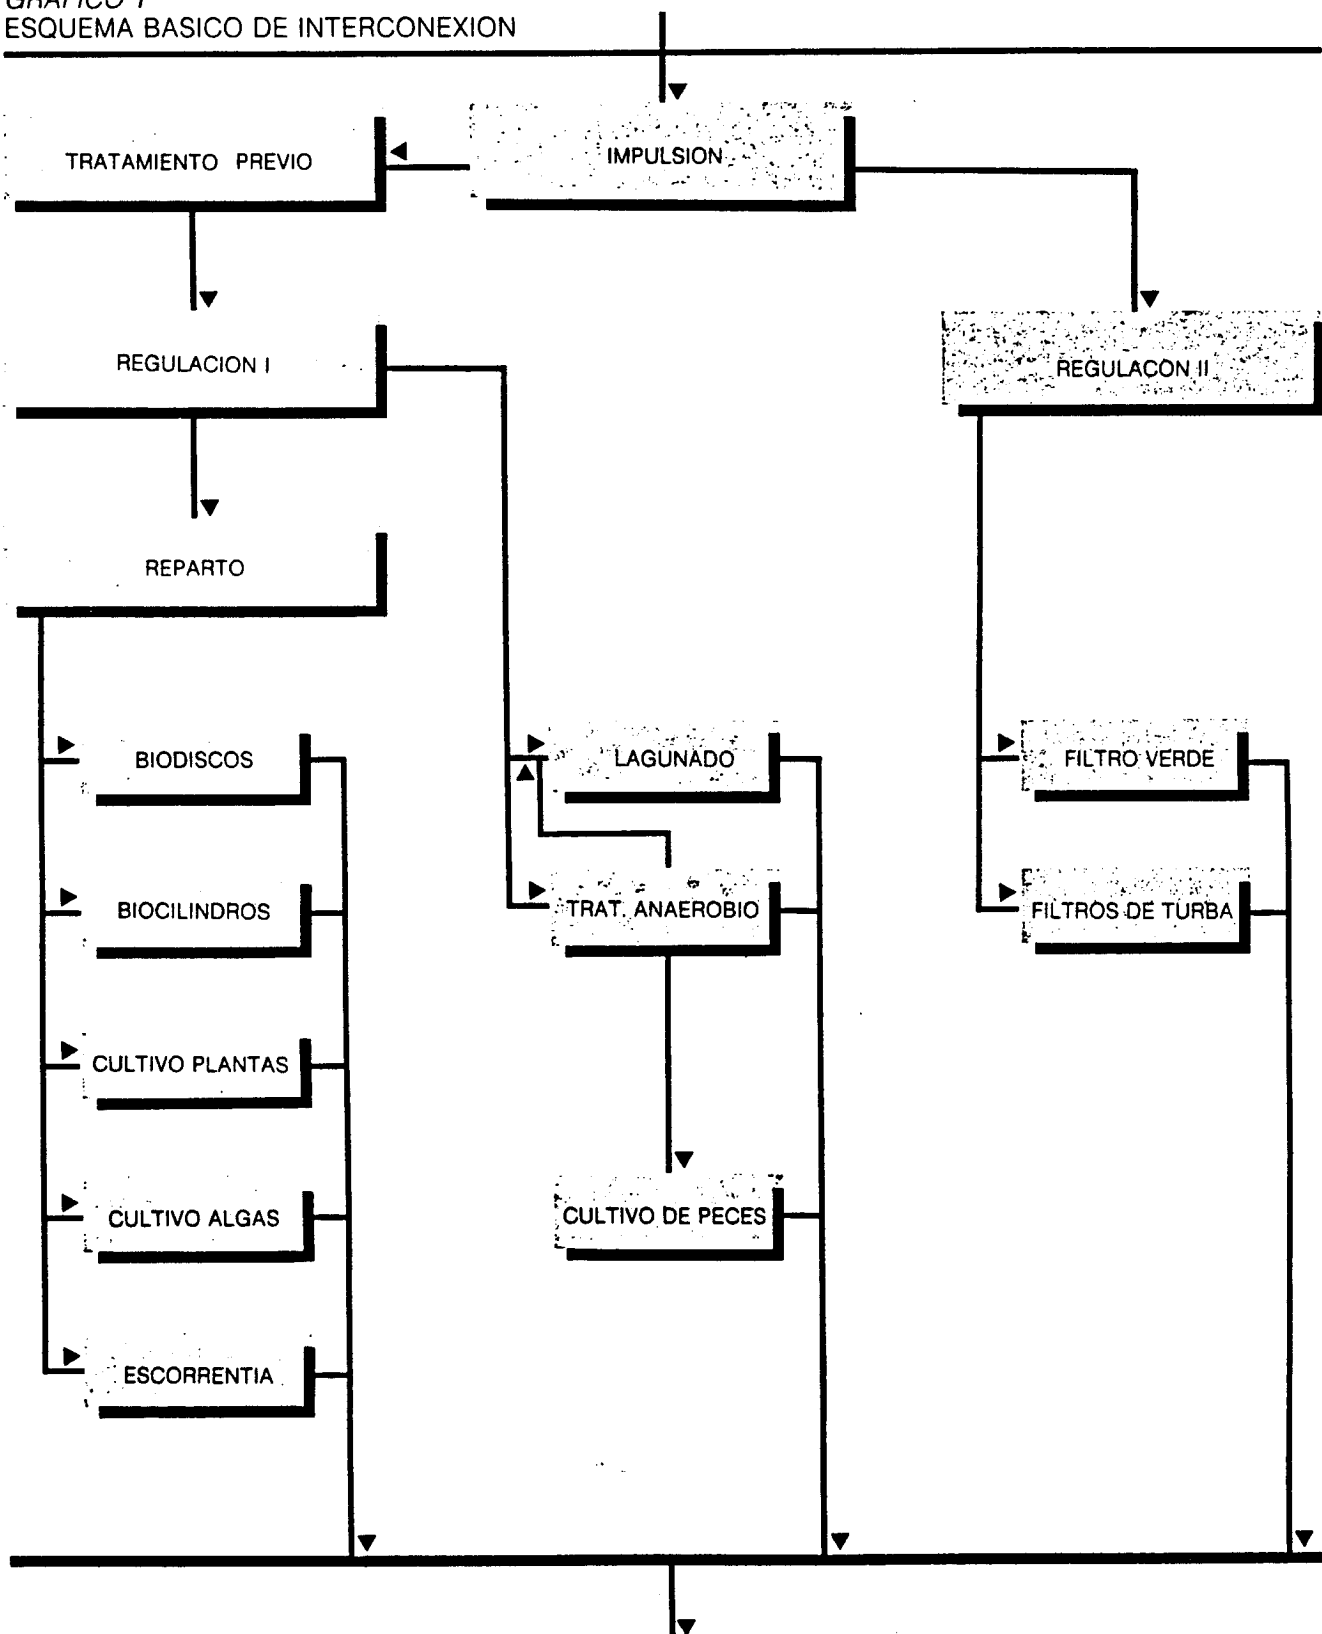 GRAFICO 1
ESQUEMA BASICO DE INTERCONEXION
TRATAMIENTO PREVIO
IMPULSION
REGULACION I
REGULACON II
REPARTO
BIODISCOS
LAGUNADO
FILTRO VERDE
BIOCILINDROS
TRAT. ANAEROBIO
FILTROS DE TURBA
CULTIVO PLANTAS
CULTIVO ALGAS
CULTIVO DE PECES
ESCORRENTIA